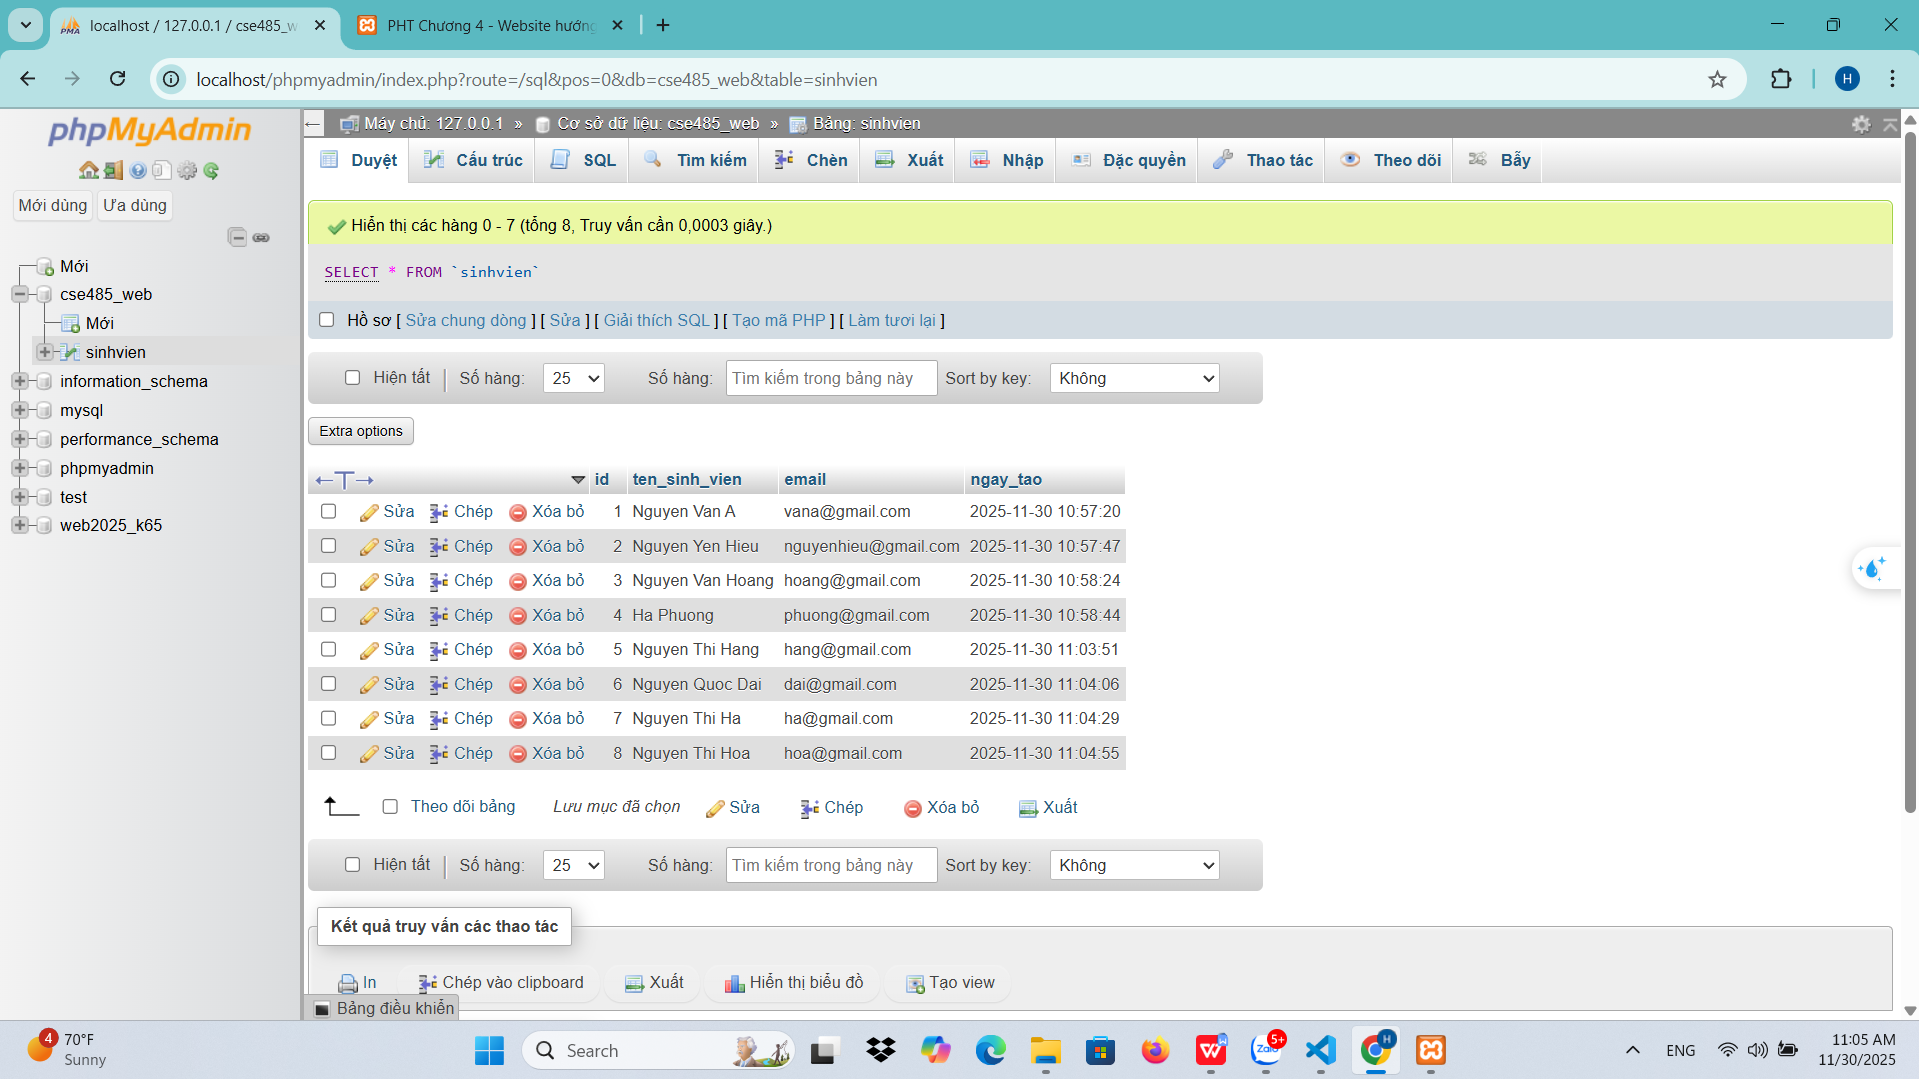 localhost / 127.0.0.1 / cse485_w
PHT Chương 4 - Website hướng
localhost/phpmyadmin/index.php?route=/sql&pos=0&db=cse485_web&table=sinhvien
H
phpMyAdmin
Mới dùng Ưa dùng
Mới
cse485_web
Mới
sinhvien
information_schema
mysql
performance_schema
phpmyadmin
test
web2025_k65
Máy chủ: 127.0.0.1 » Cơ sở dữ liệu: cse485_web » Bảng: sinhvien
Duyệt Cấu trúc SQL Tìm kiếm Chèn Xuất Nhập Đặc quyền Thao tác Theo dõi Bẫy
Hiển thị các hàng 0 - 7 (tổng 8, Truy vấn cần 0,0003 giây.)
SELECT * FROM `sinhvien`
Hồ sơ [ Sửa chung dòng ] [ Sửa ] [ Giải thích SQL ] [ Tạo mã PHP ] [ Làm tươi lại ]
Hiện tất Số hàng: 25 Số hàng: Tìm kiếm trong bảng này Sort by key: Không
Extra options
id ten_sinh_vien email ngay_tao
Sửa Chép Xóa bỏ 1 Nguyen Van A vana@gmail.com 2025-11-30 10:57:20
Sửa Chép Xóa bỏ 2 Nguyen Yen Hieu nguyenhieu@gmail.com 2025-11-30 10:57:47
Sửa Chép Xóa bỏ 3 Nguyen Van Hoang hoang@gmail.com 2025-11-30 10:58:24
Sửa Chép Xóa bỏ 4 Ha Phuong phuong@gmail.com 2025-11-30 10:58:44
Sửa Chép Xóa bỏ 5 Nguyen Thi Hang hang@gmail.com 2025-11-30 11:03:51
Sửa Chép Xóa bỏ 6 Nguyen Quoc Dai dai@gmail.com 2025-11-30 11:04:06
Sửa Chép Xóa bỏ 7 Nguyen Thi Ha ha@gmail.com 2025-11-30 11:04:29
Sửa Chép Xóa bỏ 8 Nguyen Thi Hoa hoa@gmail.com 2025-11-30 11:04:55
Theo dõi bảng Lưu mục đã chọn Sửa Chép Xóa bỏ Xuất
Hiện tất Số hàng: 25 Số hàng: Tìm kiếm trong bảng này Sort by key: Không
Kết quả truy vấn các thao tác
In Chép vào clipboard Xuất Hiển thị biểu đồ Tạo view
Bảng điều khiển
4 70°F
Sunny
Search
Zalo 5+
H
ENG
11:05 AM
11/30/2025